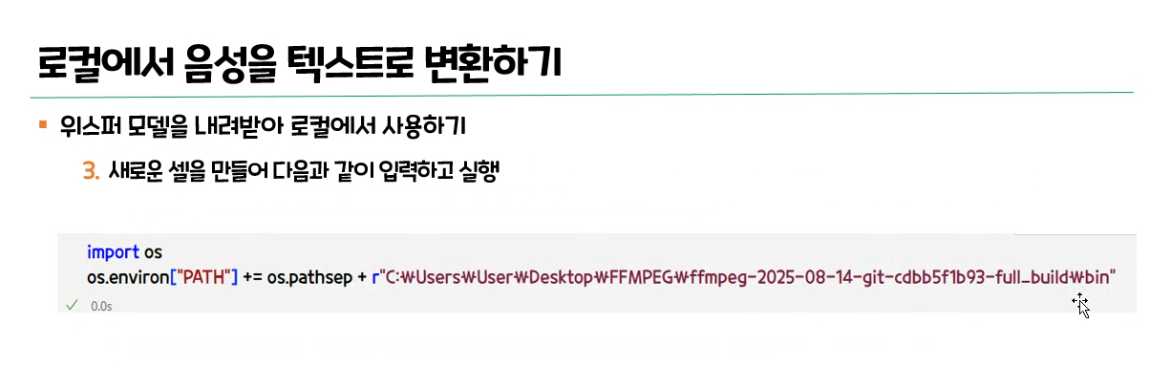 로컬에서 음성을 텍스트로 변환하기
▪ 위스퍼 모델을 내려받아 로컬에서 사용하기
3. 새로운 셀을 만들어 다음과 같이 입력하고 실행
import os
os.environ["PATH"] += os.pathsep + r"C:₩Users₩User₩Desktop₩FFMPEG₩ffmpeg-2025-08-14-git-cdbb5f1b93-full_build₩bin"
✓ 0.0s